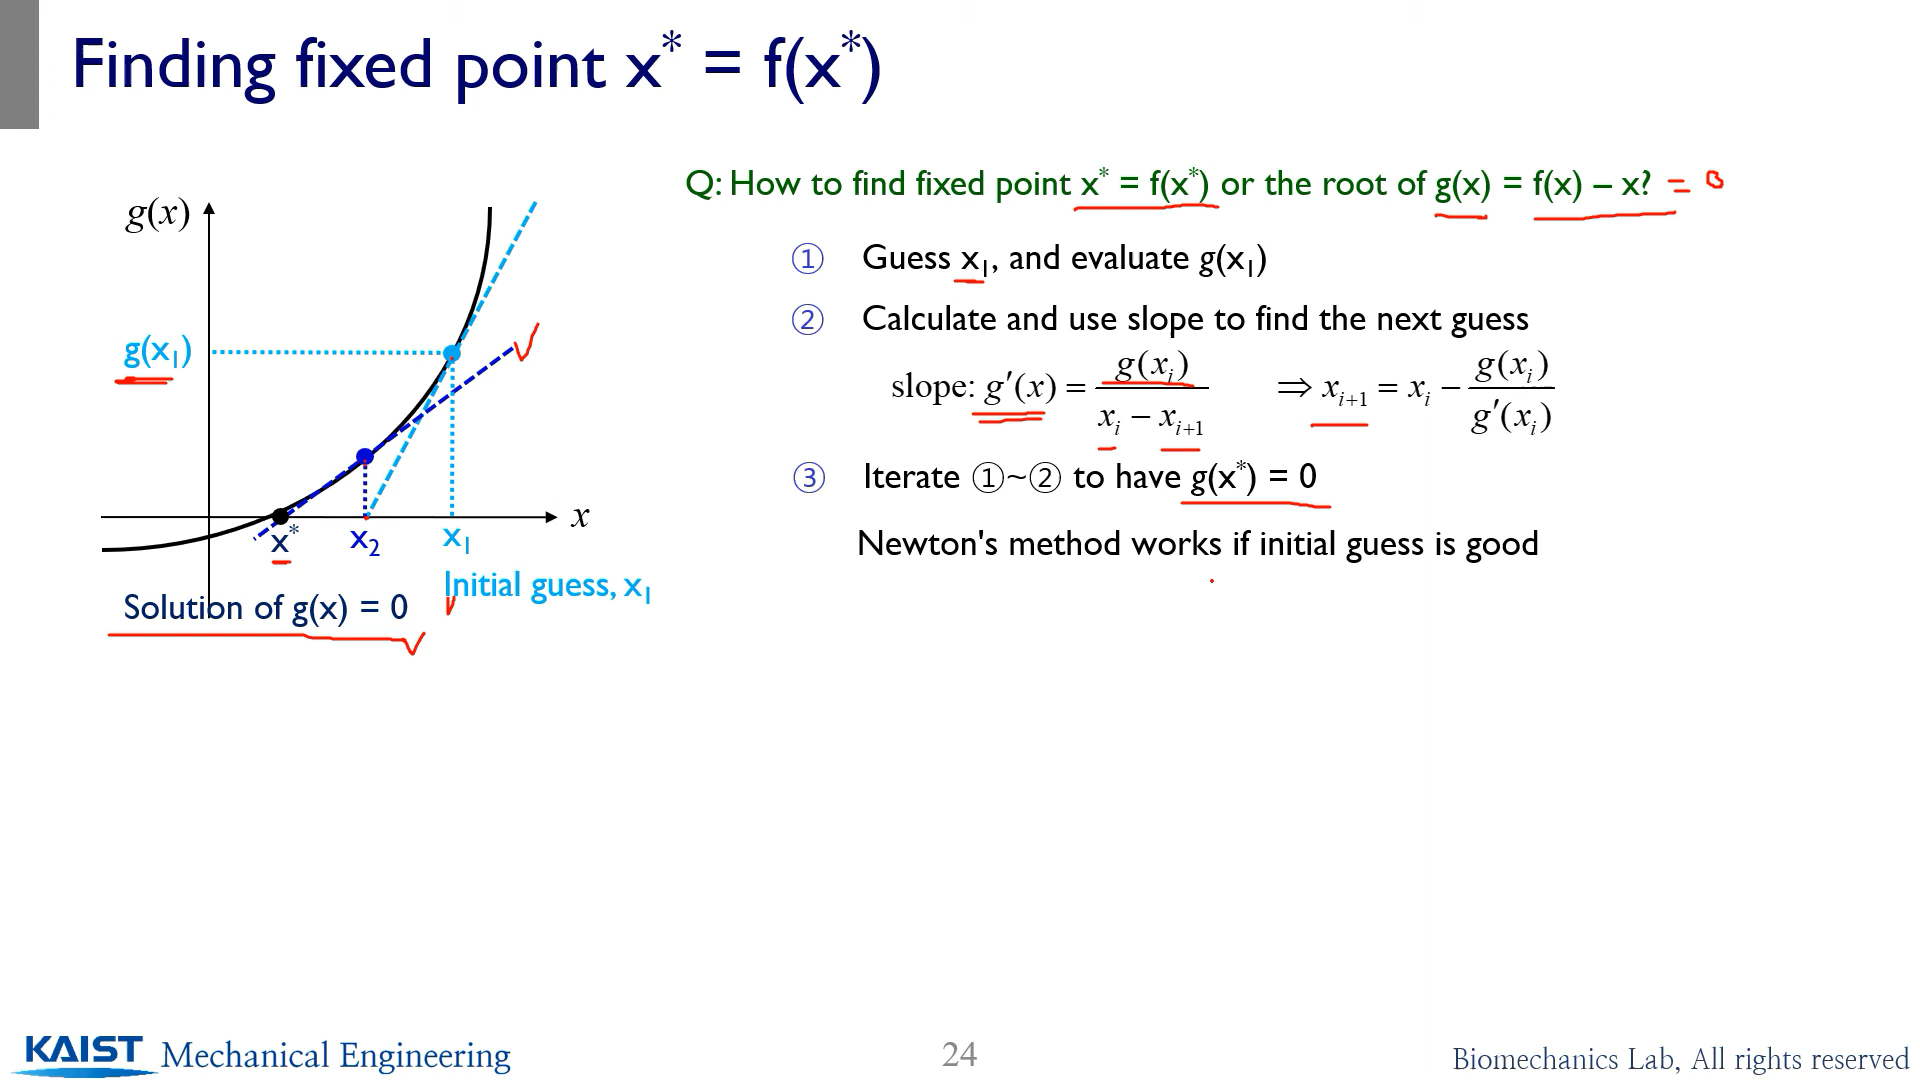 Finding fixed point x* = f(x*)
Q: How to find fixed point x* = f(x*) or the root of g(x) = f(x) – x? = 0
① Guess x₁, and evaluate g(x₁)
② Calculate and use slope to find the next guess
slope: g′(x) = g(xᵢ) / (xᵢ − xᵢ₊₁) ⇒ xᵢ₊₁ = xᵢ − g(xᵢ) / g′(xᵢ)
③ Iterate ①~② to have g(x*) = 0
Newton's method works if initial guess is good
g(x)
g(x₁)
x
x* x₂ x₁
Initial guess, x₁
Solution of g(x) = 0
KAIST Mechanical Engineering
24
Biomechanics Lab, All rights reserved